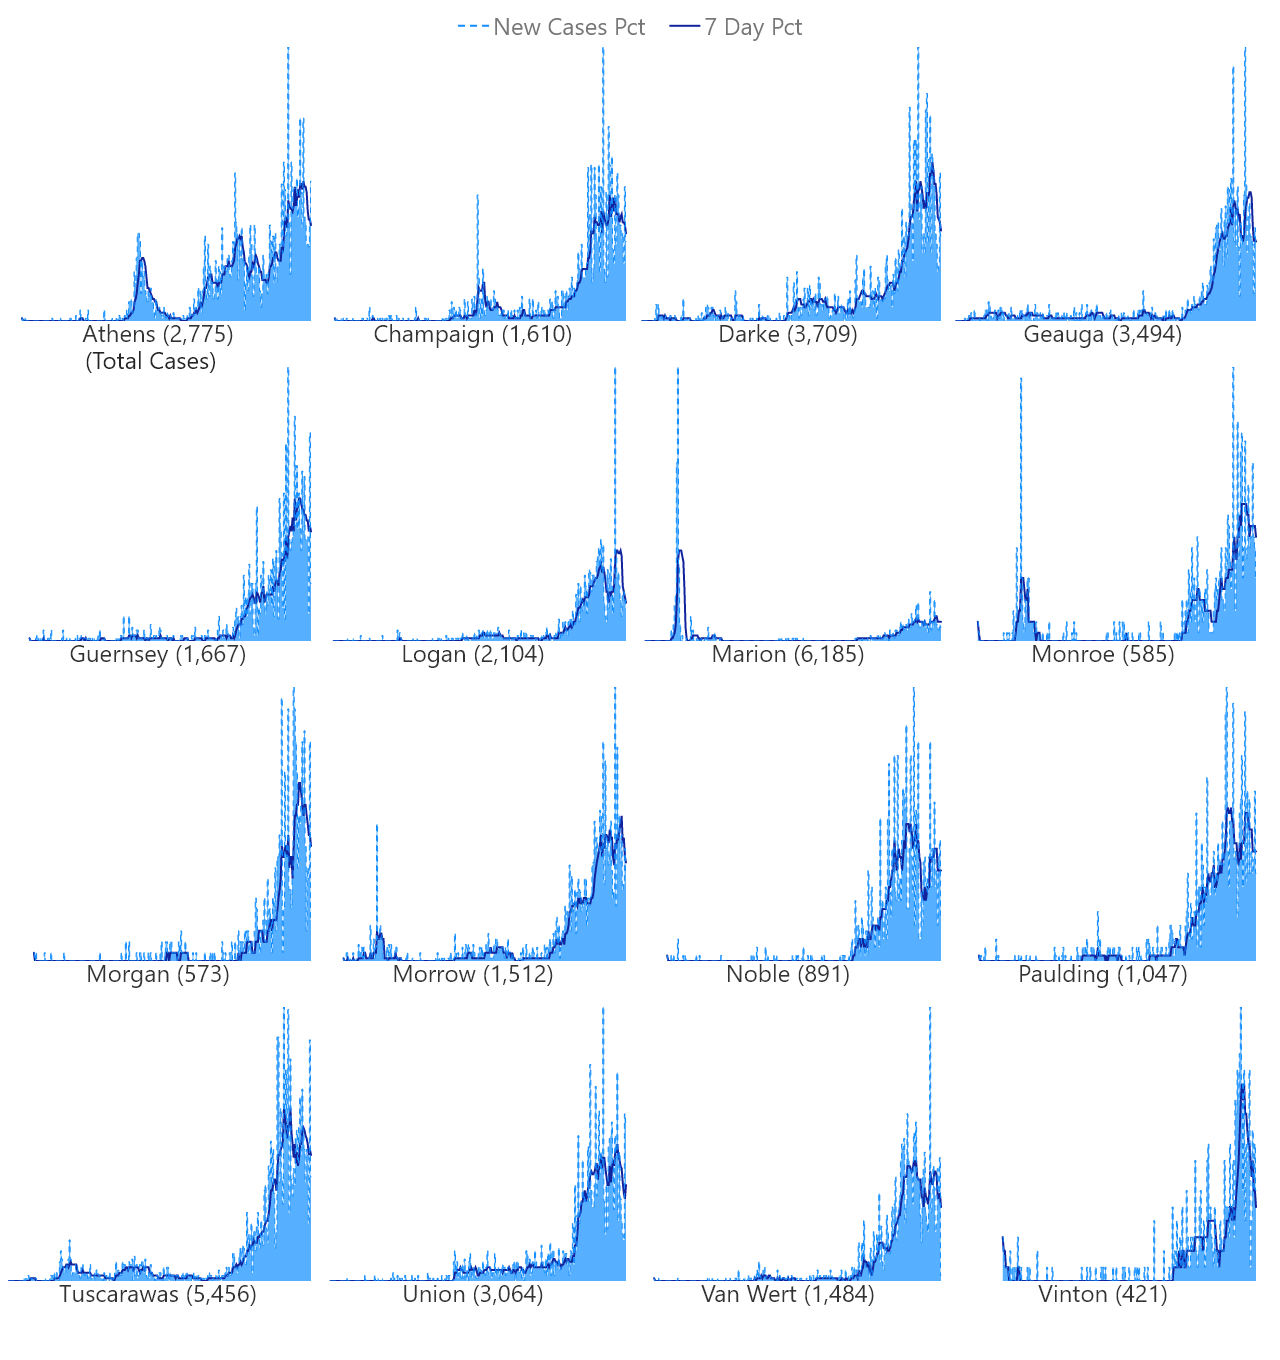 New Cases Pct 7 Day Pct
Athens (2,775) Champaign (1,610) Darke (3,709) Geauga (3,494)
(Total Cases)
Guernsey (1,667) Logan (2,104) Marion (6,185) Monroe (585)
Morgan (573) Morrow (1,512) Noble (891) Paulding (1,047)
Tuscarawas (5,456) Union (3,064) Van Wert (1,484) Vinton (421)